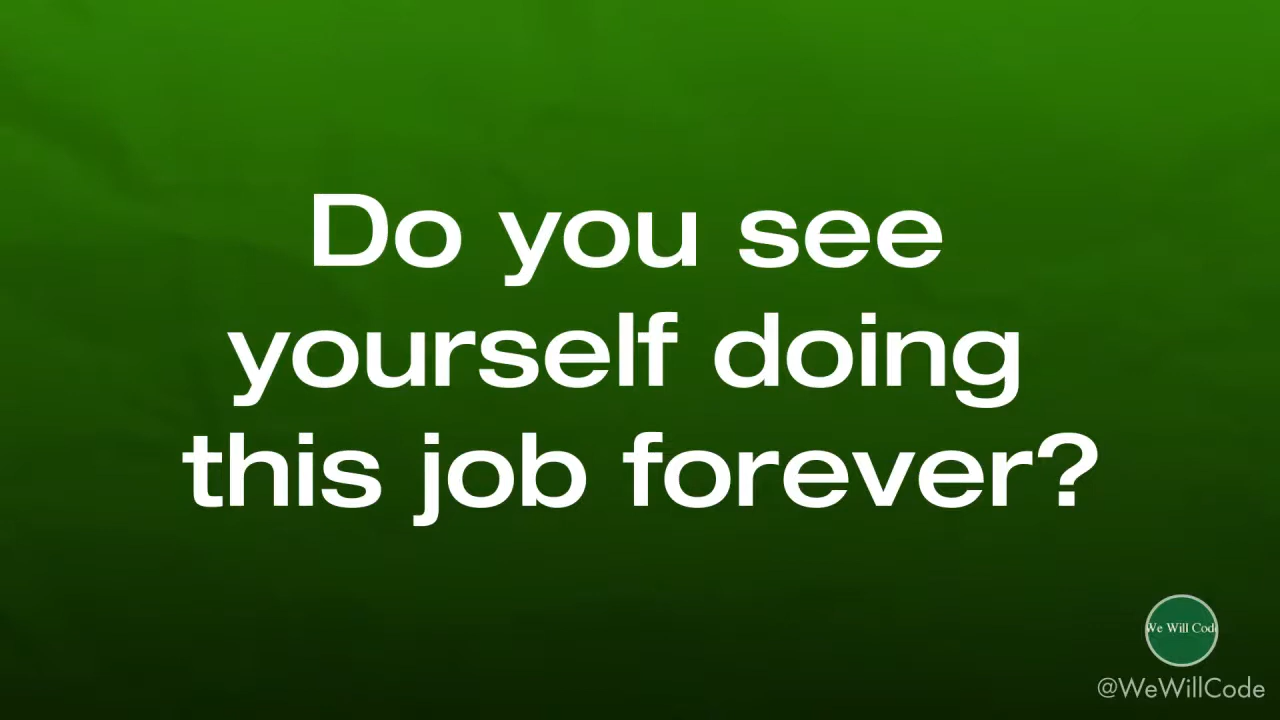 Do you see
yourself doing
this job forever?
We Will Code
@WeWillCode